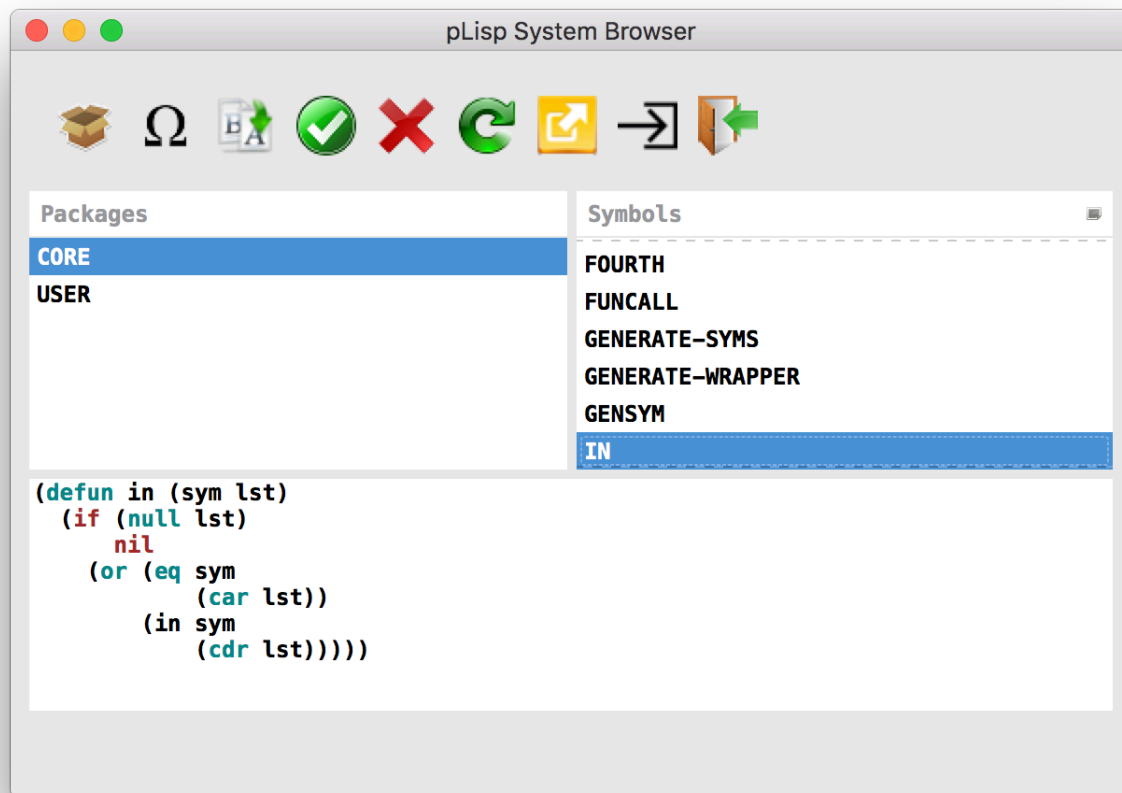 pLisp System Browser
Ω
B A
Packages
Symbols
CORE
USER
FOURTH
FUNCALL
GENERATE-SYMS
GENERATE-WRAPPER
GENSYM
IN
(defun in (sym lst)
  (if (null lst)
      nil
    (or (eq sym
            (car lst))
        (in sym
            (cdr lst)))))